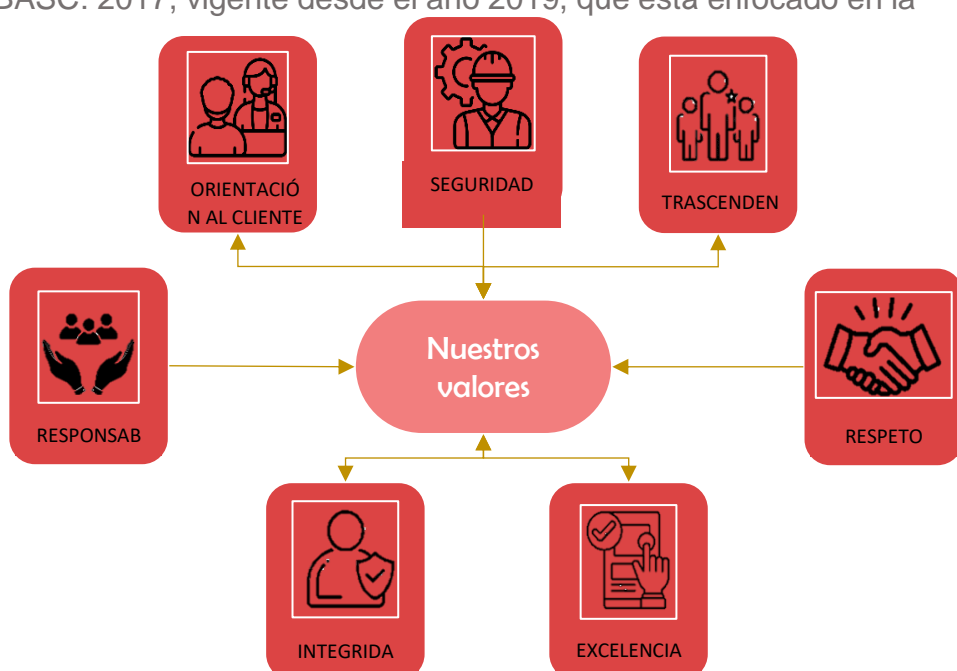 BASC: 2017, vigente desde el año 2019, que está enfocado en la
ORIENTACIÓ
N AL CLIENTE
SEGURIDAD
TRASCENDEN
RESPONSAB
Nuestros
valores
RESPETO
INTEGRIDA
EXCELENCIA